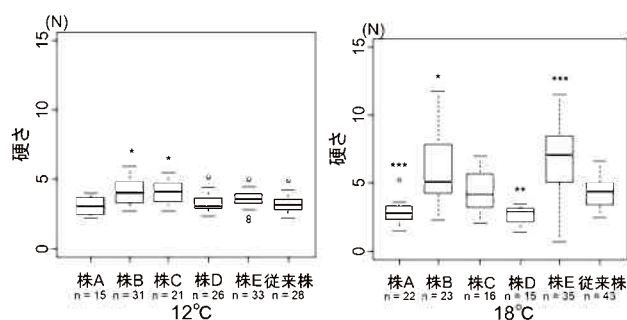 (N)
15
10
5
0
硬さ
* *
株A 株B 株C 株D 株E 従来株
n = 15 n = 31 n = 21 n = 26 n = 33 n = 28
12℃
(N)
15
10
5
0
硬さ
*** * ** ***
株A 株B 株C 株D 株E 従来株
n = 22 n = 23 n = 16 n = 15 n = 35
18℃